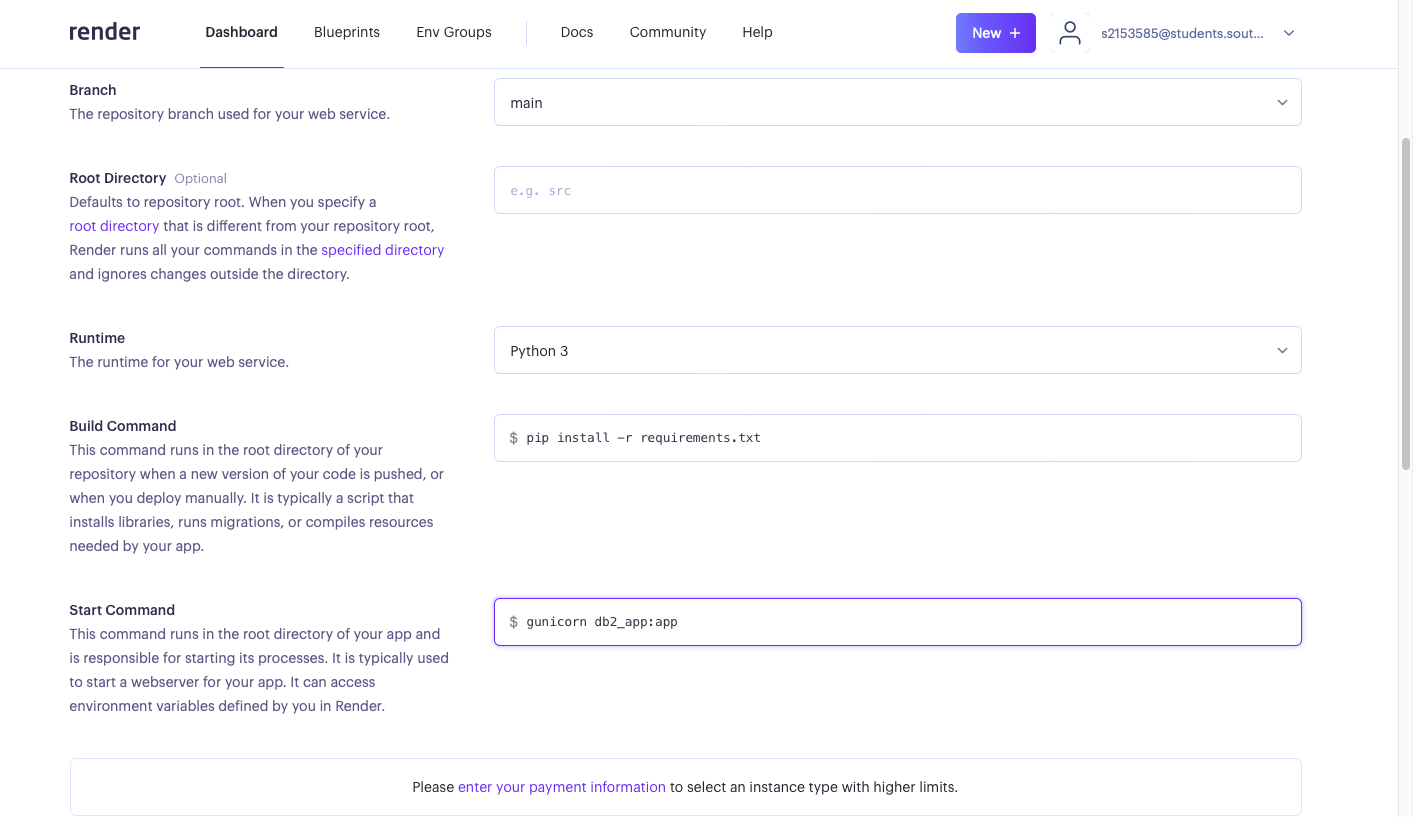 render Dashboard Blueprints Env Groups Docs Community Help New + s2153585@students.sout...
Branch
The repository branch used for your web service.
main
Root Directory Optional
Defaults to repository root. When you specify a
root directory that is different from your repository root,
Render runs all your commands in the specified directory
and ignores changes outside the directory.
e.g. src
Runtime
The runtime for your web service.
Python 3
Build Command
This command runs in the root directory of your
repository when a new version of your code is pushed, or
when you deploy manually. It is typically a script that
installs libraries, runs migrations, or compiles resources
needed by your app.
$ pip install -r requirements.txt
Start Command
This command runs in the root directory of your app and
is responsible for starting its processes. It is typically used
to start a webserver for your app. It can access
environment variables defined by you in Render.
$ gunicorn db2_app:app
Please enter your payment information to select an instance type with higher limits.